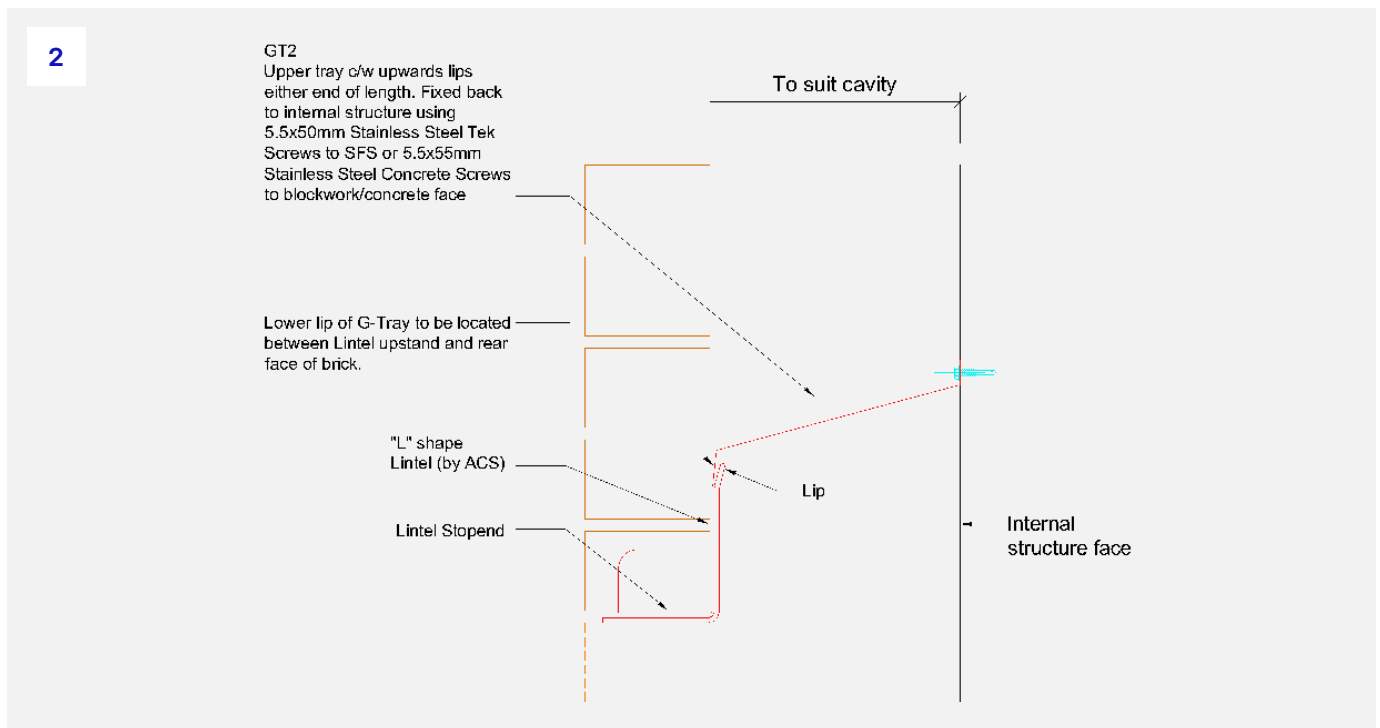 2
GT2
Upper tray c/w upwards lips
either end of length. Fixed back
to internal structure using
5.5x50mm Stainless Steel Tek
Screws to SFS or 5.5x55mm
Stainless Steel Concrete Screws
to blockwork/concrete face
To suit cavity
Lower lip of G-Tray to be located
between Lintel upstand and rear
face of brick.
"L" shape
Lintel (by ACS)
Lip
Lintel Stopend
Internal
structure face